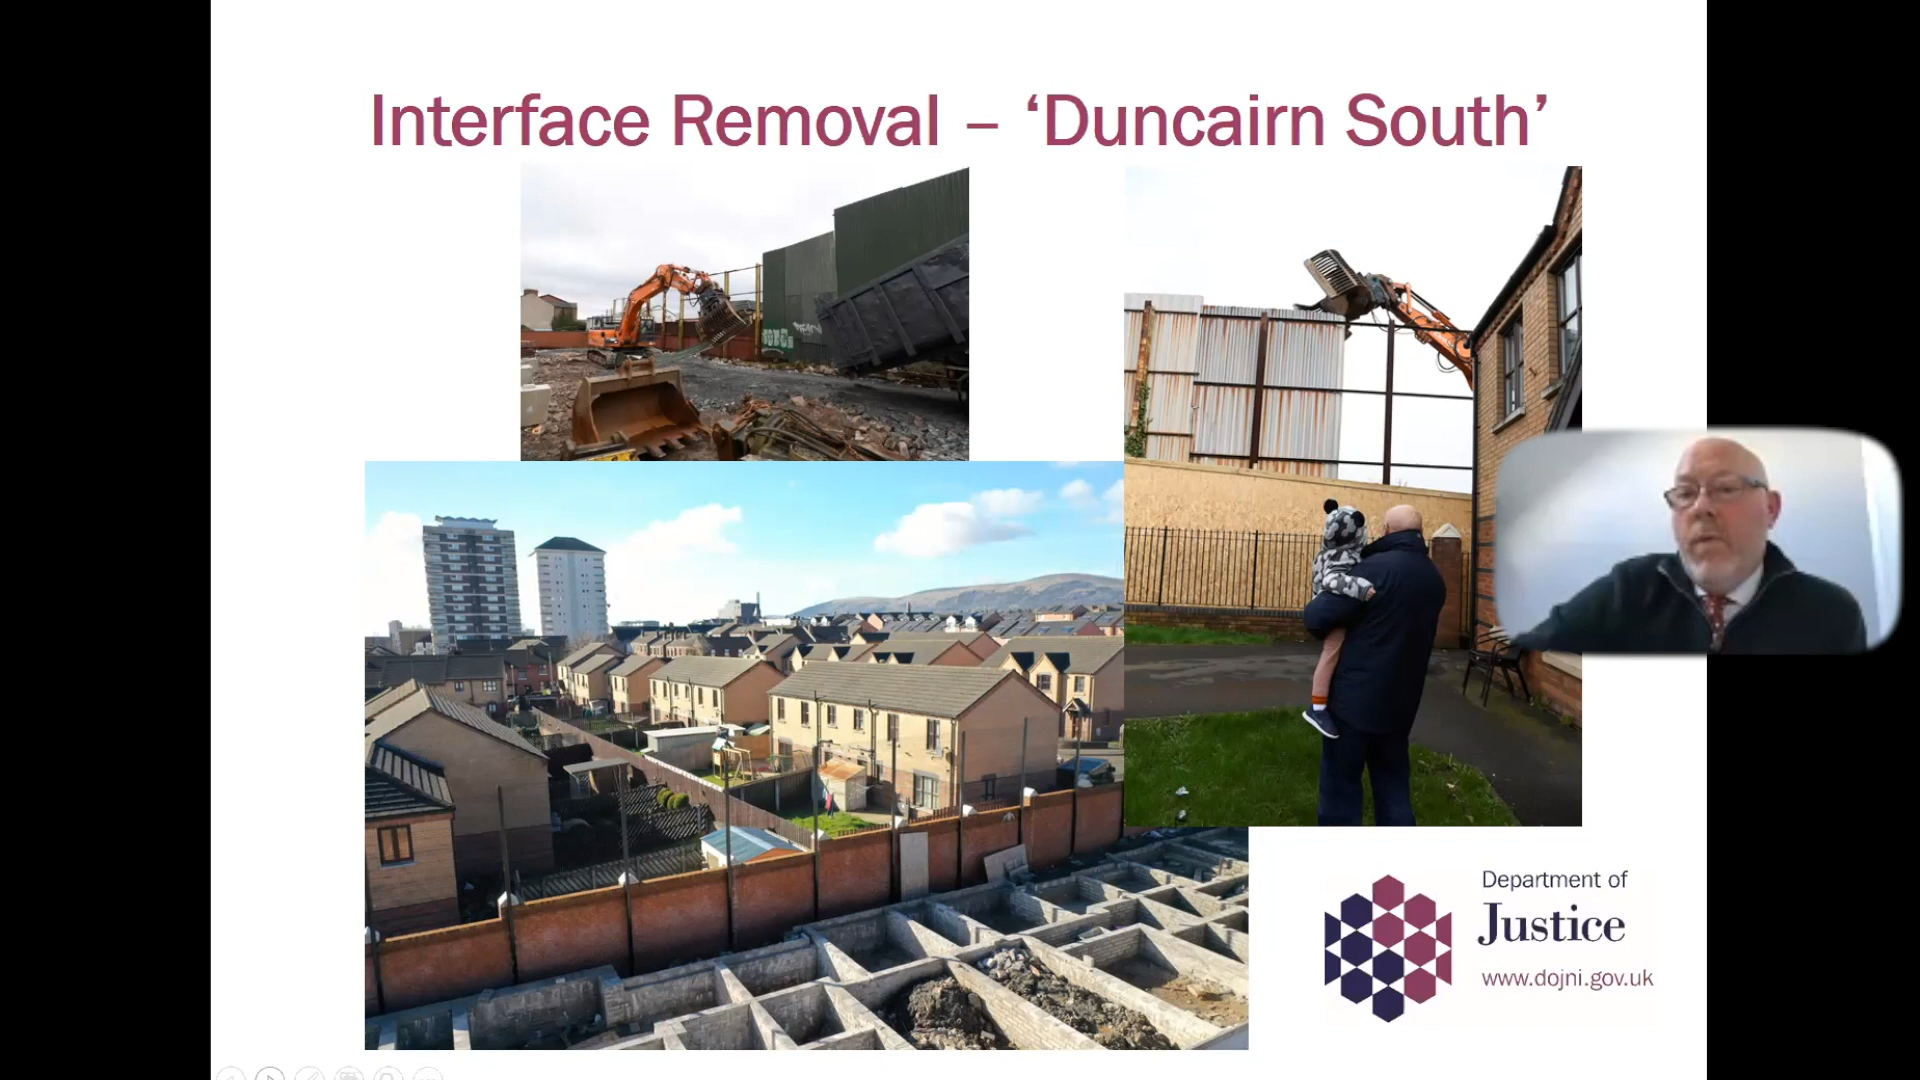 Interface Removal – ‘Duncairn South’
Department of
Justice
www.dojni.gov.uk